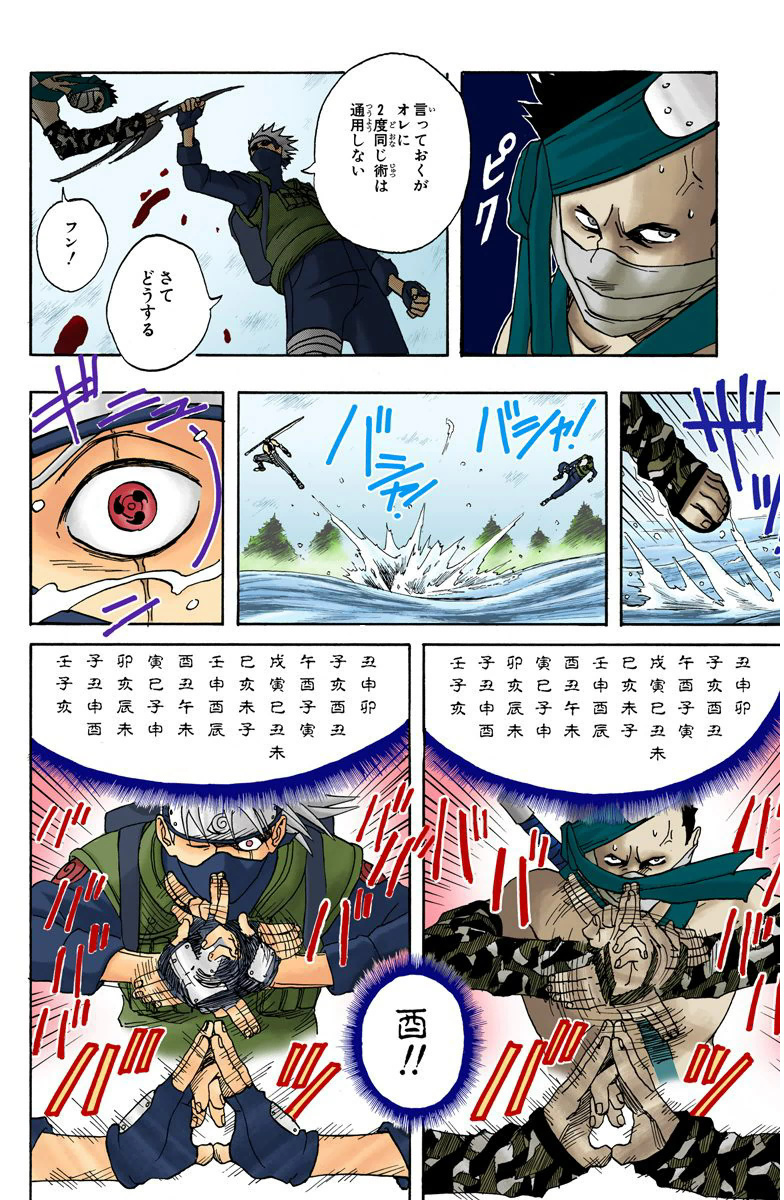 ピク
言っておくが
オレに
2度同じ術は
通用しない
さて
どうする
フン!
バシャ!
バシャ!
丑申卯
子亥酉丑
午酉子寅
戌寅巳丑未
巳亥未子
壬申酉辰
酉丑午未
寅巳子申
卯亥辰未
子丑申酉
壬子亥
丑申卯
子亥酉丑
午酉子寅
戌寅巳丑未
巳亥未子
壬申酉辰
酉丑午未
寅巳子申
卯亥辰未
子丑申酉
壬子亥
酉!!